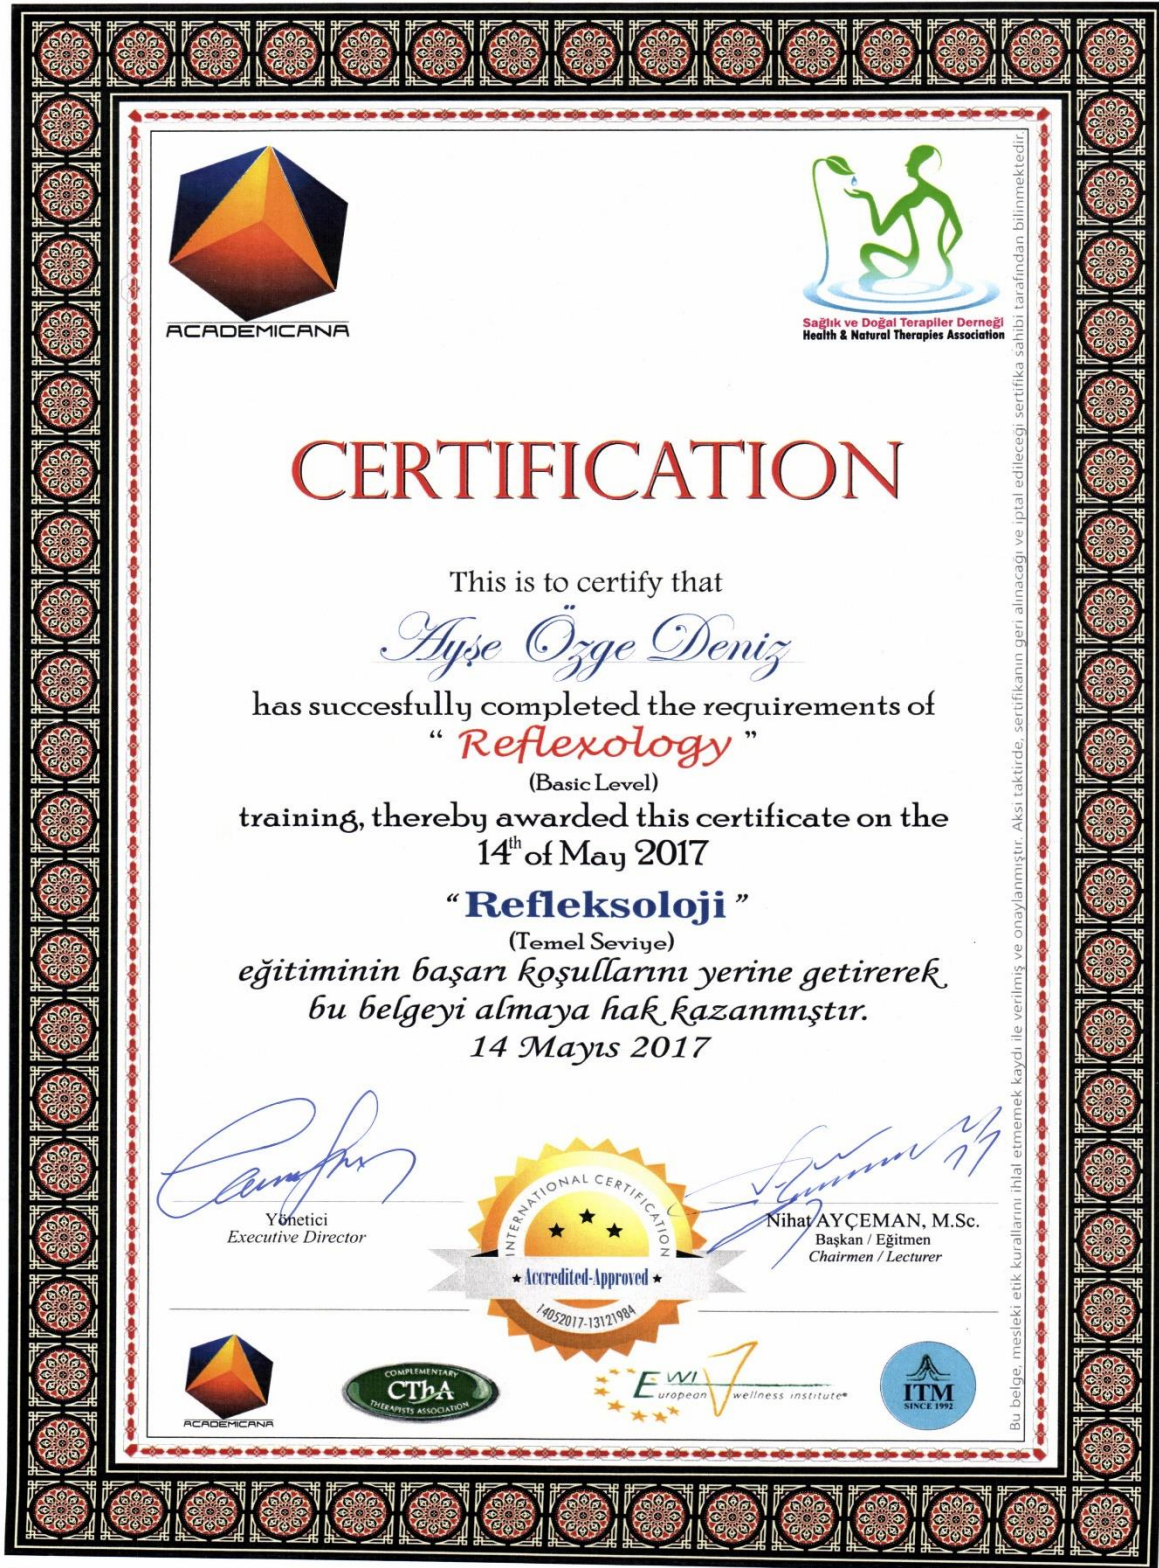 ACADEMICANA
Sağlık ve Doğal Terapiler Derneği
Health & Natural Therapies Association
CERTIFICATION
This is to certify that
Ayşe Özge Deniz
has succesfully completed the requirements of
“ Reflexology ”
(Basic Level)
training, thereby awarded this certificate on the
14th of May 2017
“ Refleksoloji ”
(Temel Seviye)
eğitiminin başarı koşullarını yerine getirerek
bu belgeyi almaya hak kazanmıştır.
14 Mayıs 2017
Yönetici
Executive Director
INTERNATIONAL CERTIFICATION
Accredited-Approved
14052017-13121984
Nihat AYÇEMAN, M.Sc.
Başkan / Eğitmen
Chairmen / Lecturer
ACADEMICANA
COMPLEMENTARY
CThA
THERAPISTS ASSOCIATION
EWI
European wellness institute
ITM
SINCE 1992
Bu belge, mesleki etik kurallarını ihlal etmemek kaydı ile verilmiş ve onaylanmıştır. Aksi taktirde, sertifikanın geri alınacağı ve iptal edileceği sertifika sahibi tarafından bilinmektedir.